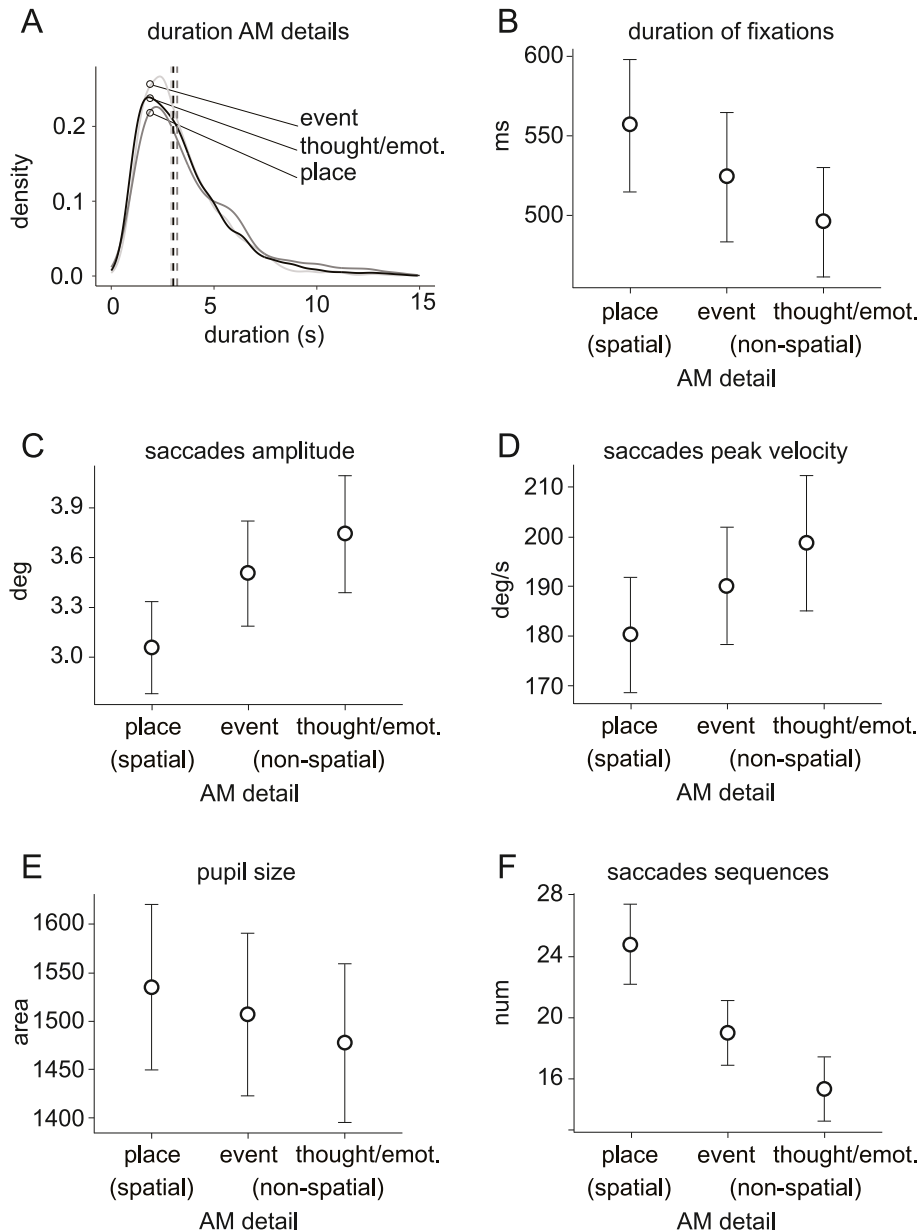 A
duration AM details
event
thought/emot.
place
density
0.2
0.1
0.0
0 5 10 15
duration (s)
B
duration of fixations
ms
600
550
500
place event thought/emot.
(spatial) (non-spatial)
AM detail
C
saccades amplitude
deg
3.9
3.6
3.3
3.0
place event thought/emot.
(spatial) (non-spatial)
AM detail
D
saccades peak velocity
deg/s
210
200
190
180
170
place event thought/emot.
(spatial) (non-spatial)
AM detail
E
pupil size
area
1600
1550
1500
1450
1400
place event thought/emot.
(spatial) (non-spatial)
AM detail
F
saccades sequences
num
28
24
20
16
place event thought/emot.
(spatial) (non-spatial)
AM detail